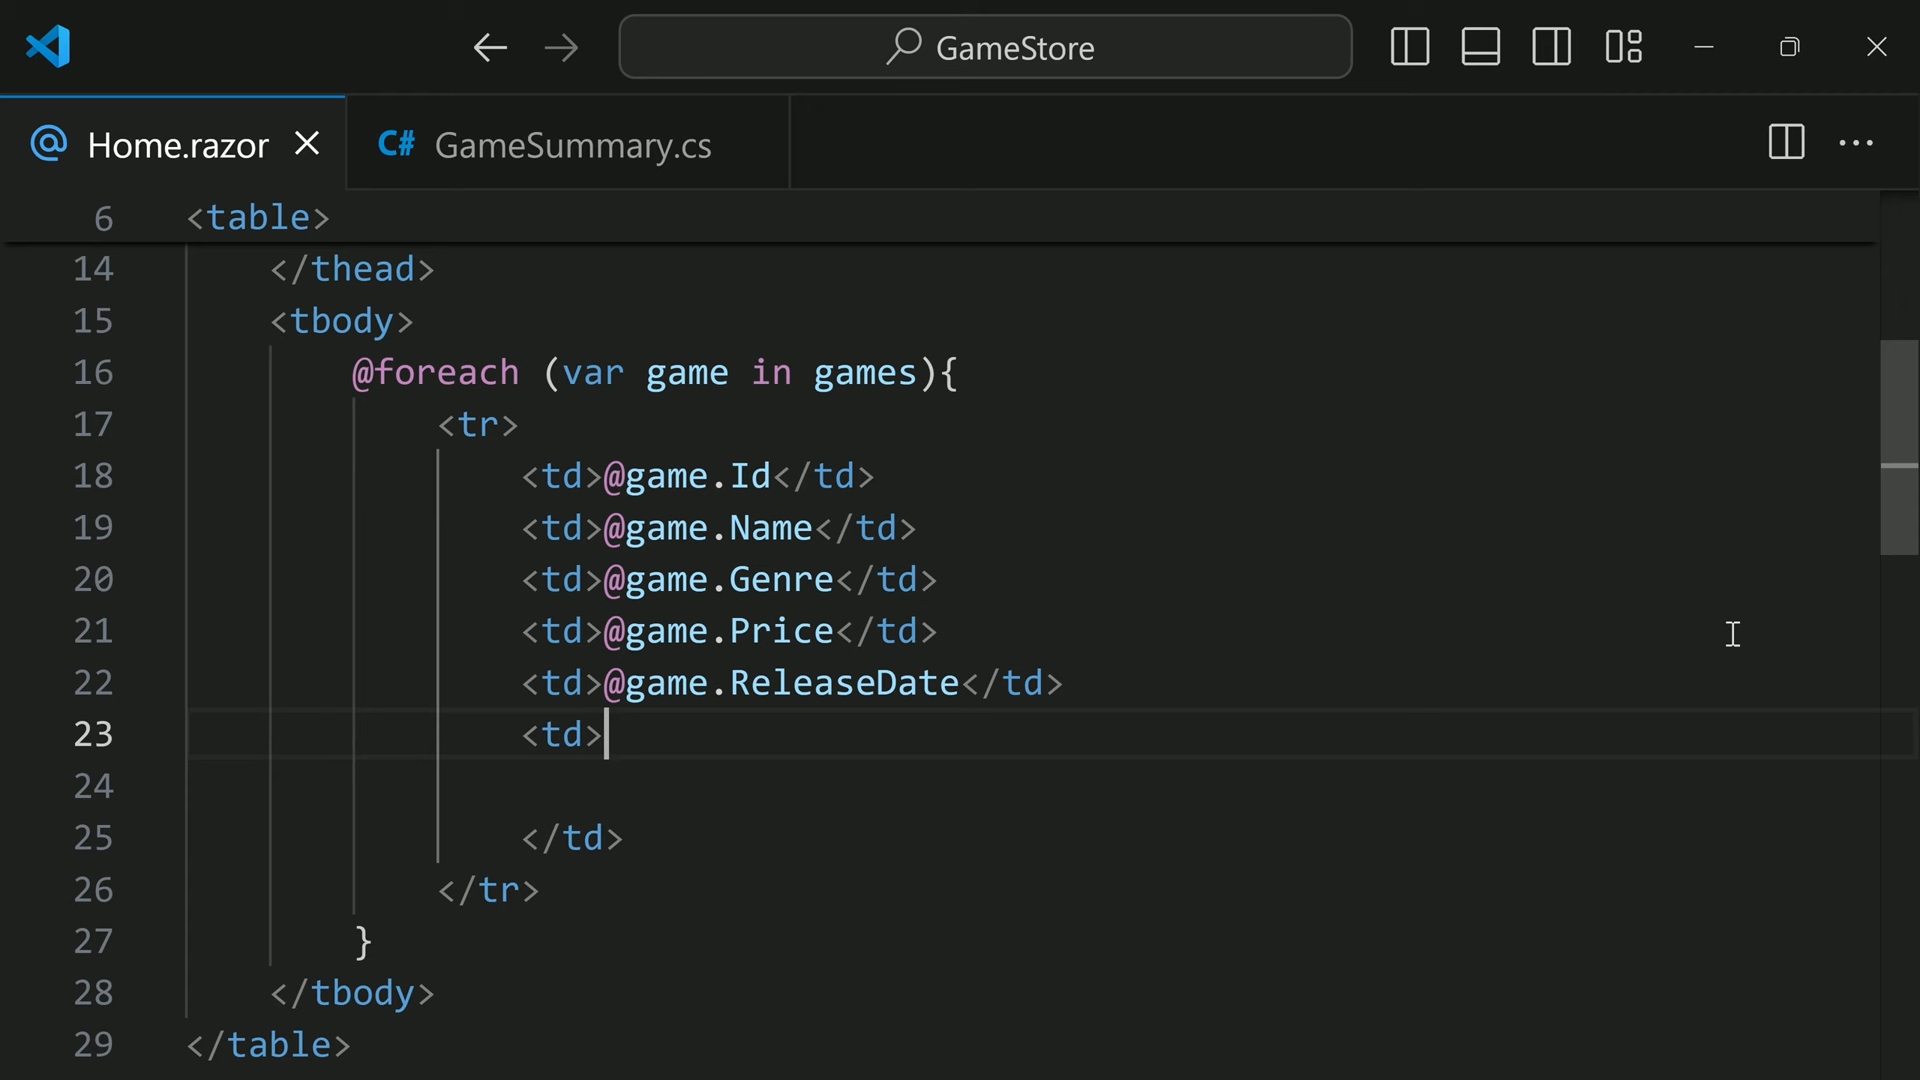 GameStore
Home.razor
C# GameSummary.cs
6 <table>
14 </thead>
15 <tbody>
16 @foreach (var game in games){
17 <tr>
18 <td>@game.Id</td>
19 <td>@game.Name</td>
20 <td>@game.Genre</td>
21 <td>@game.Price</td>
22 <td>@game.ReleaseDate</td>
23 <td>
24
25 </td>
26 </tr>
27 }
28 </tbody>
29 </table>